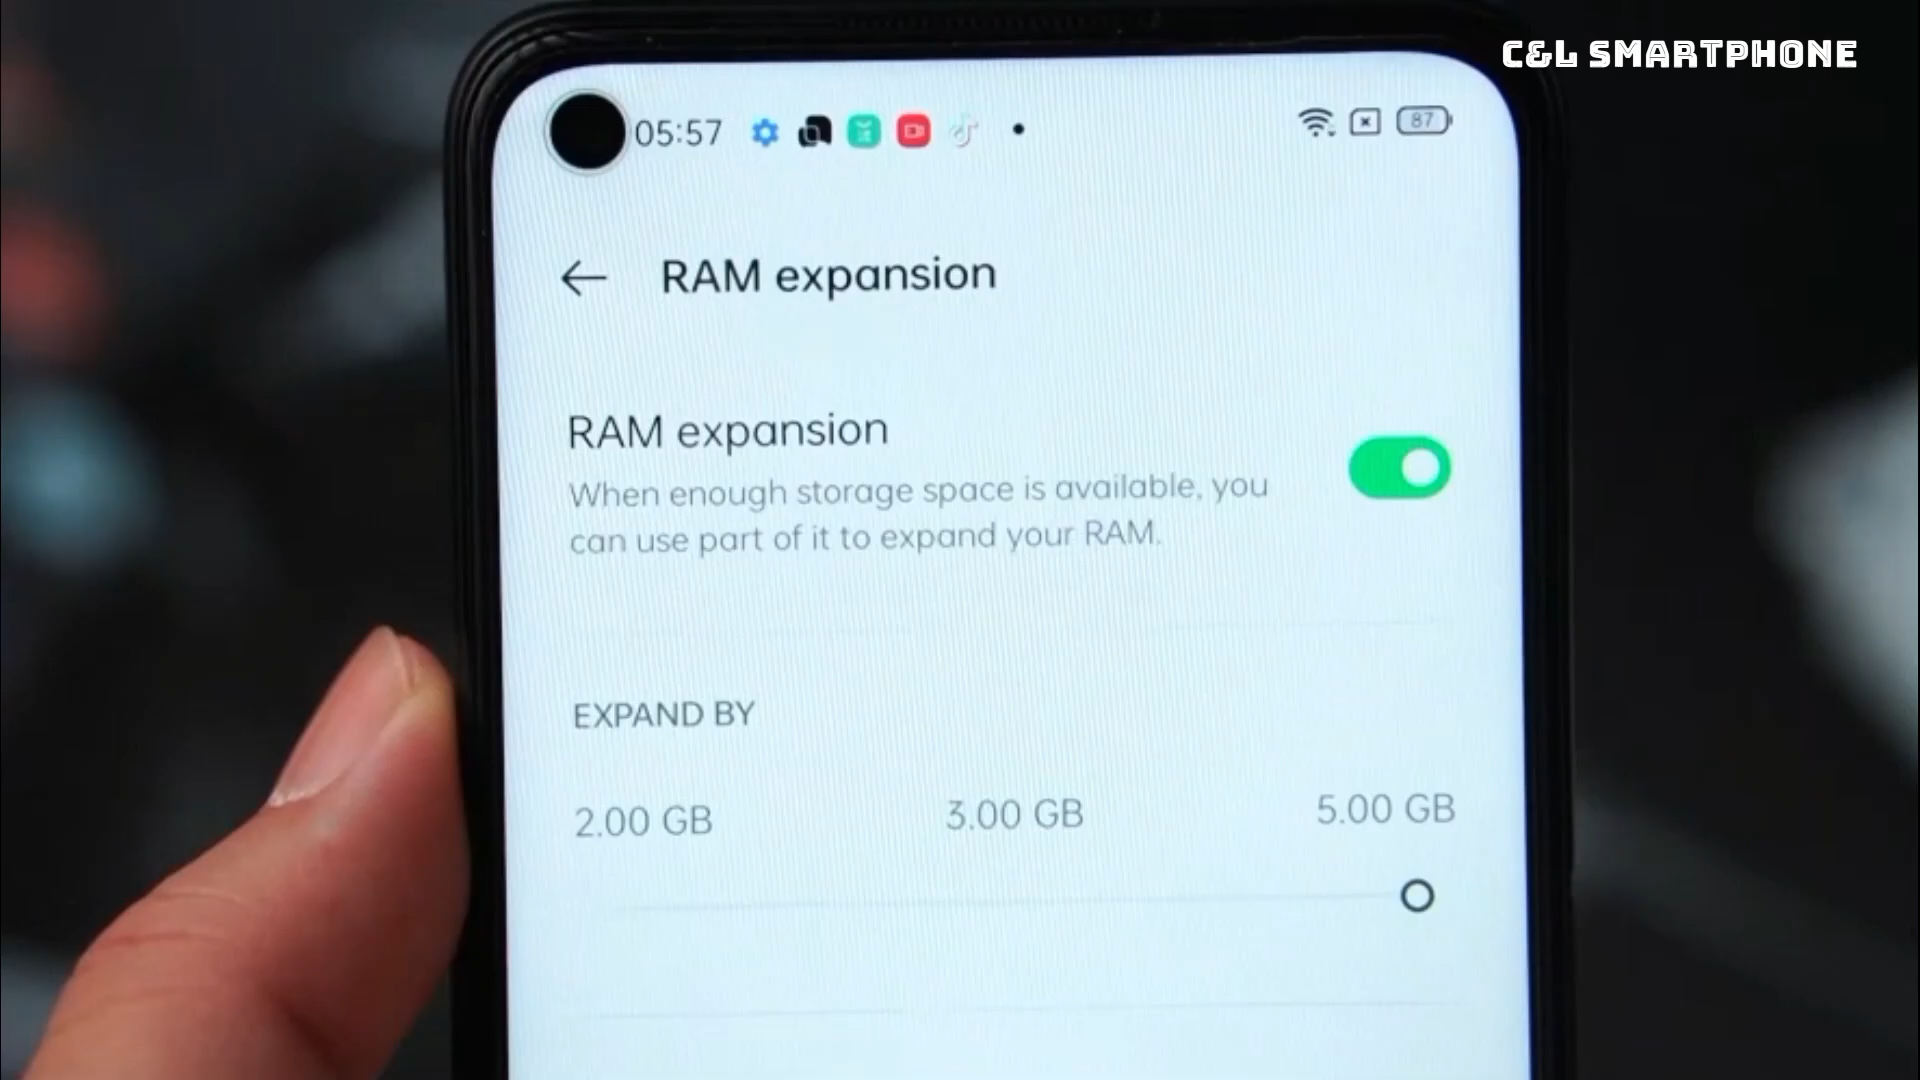 C&L SMARTPHONE
05:57
87
RAM expansion
RAM expansion
When enough storage space is available, you
can use part of it to expand your RAM.
EXPAND BY
2.00 GB 3.00 GB 5.00 GB